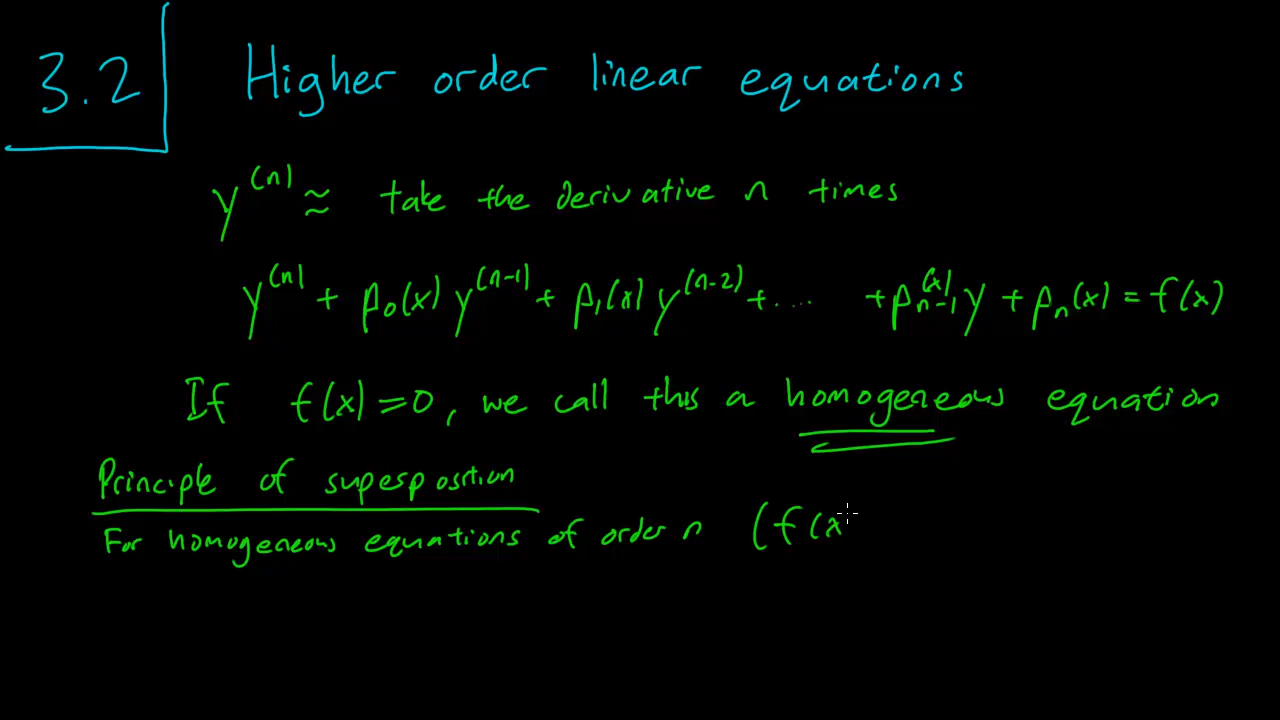 3.2 Higher order linear equations
y^(n) ≈ take the derivative n times
y^(n) + p₀(x) y^(n-1) + p₁(x) y^(n-2) + .... + pₙ₋₁^(x) y + pₙ(x) = f(x)
If f(x) = 0, we call this a homogeneous equation
Principle of superposition
For homogeneous equations of order n (f(x